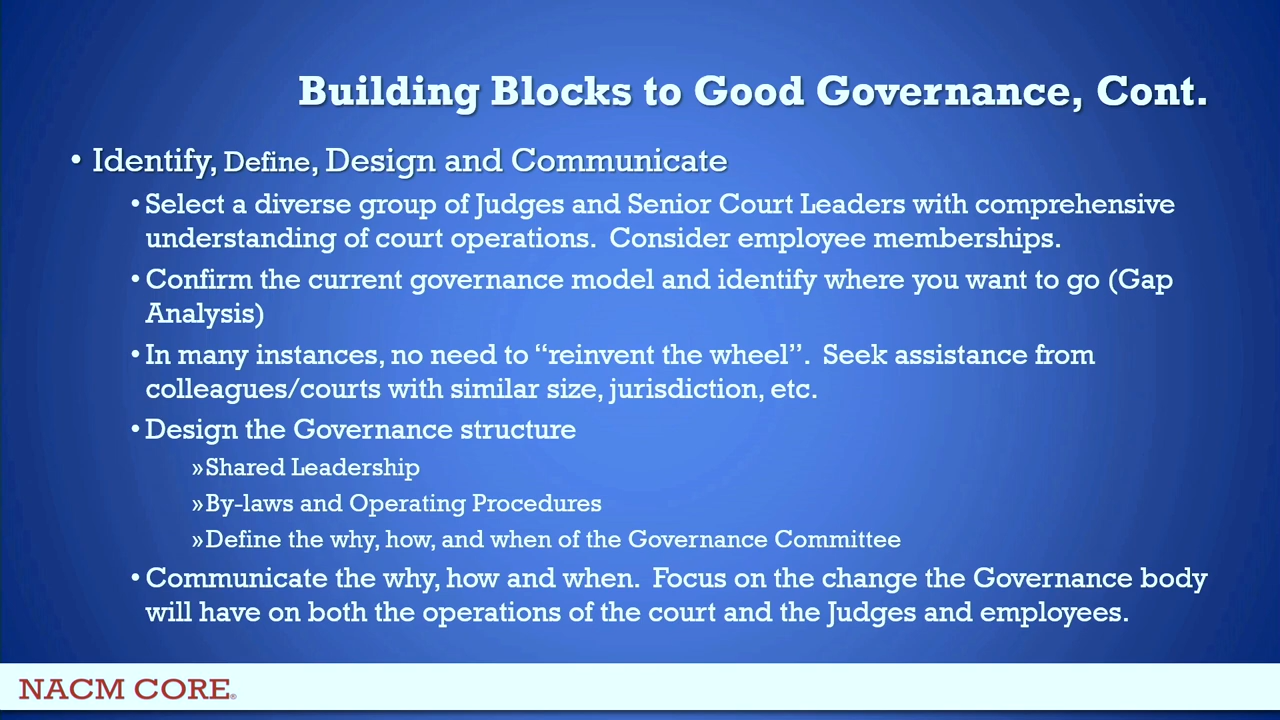 Building Blocks to Good Governance, Cont.
• Identify, Define, Design and Communicate
• Select a diverse group of Judges and Senior Court Leaders with comprehensive
understanding of court operations.  Consider employee memberships.
• Confirm the current governance model and identify where you want to go (Gap
Analysis)
• In many instances, no need to “reinvent the wheel”.  Seek assistance from
colleagues/courts with similar size, jurisdiction, etc.
• Design the Governance structure
»Shared Leadership
»By-laws and Operating Procedures
»Define the why, how, and when of the Governance Committee
• Communicate the why, how and when.  Focus on the change the Governance body
will have on both the operations of the court and the Judges and employees.
NACM CORE®